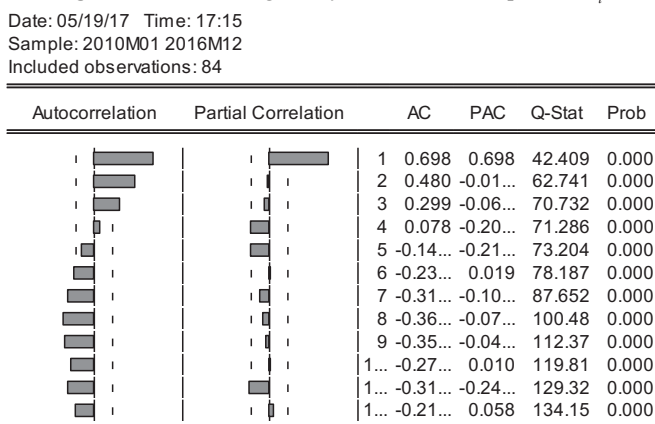 Date: 05/19/17 Time: 17:15
Sample: 2010M01 2016M12
Included observations: 84
Autocorrelation Partial Correlation AC PAC Q-Stat Prob
1 0.698 0.698 42.409 0.000
2 0.480 -0.01... 62.741 0.000
3 0.299 -0.06... 70.732 0.000
4 0.078 -0.20... 71.286 0.000
5 -0.14... -0.21... 73.204 0.000
6 -0.23... 0.019 78.187 0.000
7 -0.31... -0.10... 87.652 0.000
8 -0.36... -0.07... 100.48 0.000
9 -0.35... -0.04... 112.37 0.000
1... -0.27... 0.010 119.81 0.000
1... -0.31... -0.24... 129.32 0.000
1... -0.21... 0.058 134.15 0.000